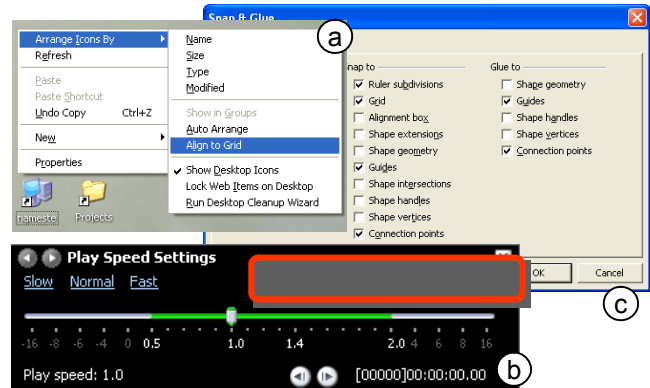 Snap & Glue
Arrange Icons By
Refresh
Paste
Paste Shortcut
Undo Copy Ctrl+Z
New
Properties
Name
Size
Type
Modified
Show in Groups
Auto Arrange
Align to Grid
Show Desktop Icons
Lock Web Items on Desktop
Run Desktop Cleanup Wizard
a
Projects
Glue to
Ruler subdivisions
Grid
Alignment box
Shape extensions
Shape geometry
Guides
Shape intersections
Shape handles
Shape vertices
Connection points
Shape geometry
Guides
Shape handles
Shape vertices
Connection points
OK Cancel
c
Play Speed Settings
Slow Normal Fast
-16 -8 -6 -4 0 0.5 1.0 1.4 2.0 4 6 8 16
Play speed: 1.0 [00000]00:00:00.00
b